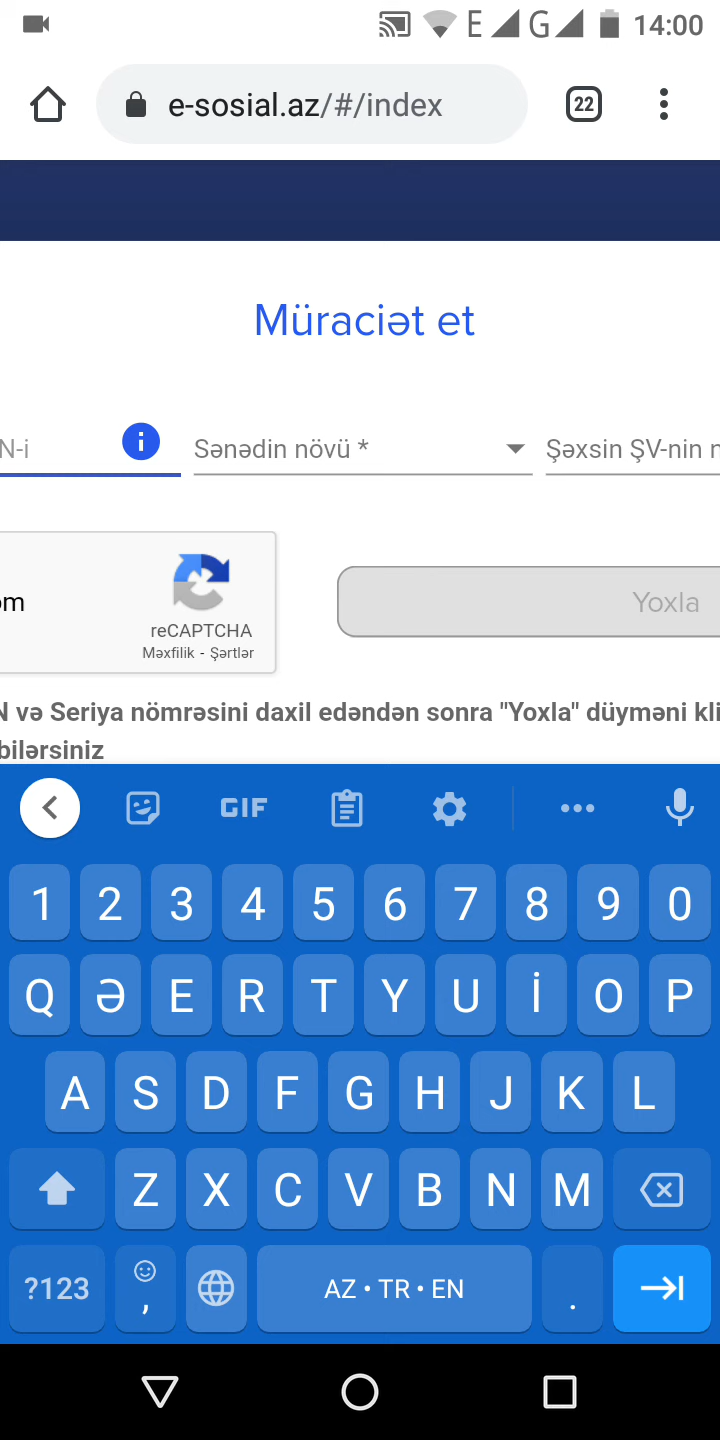 E G 14:00
e-sosial.az/#/index 22
Müraciət et
N-i Sənədin növü * Şəxsin ŞV-nin n
reCAPTCHA
Yoxla
Məxfilik - Şərtlər
və Seriya nömrəsini daxil edəndən sonra "Yoxla" düyməni kli
bilərsiniz
GIF
1 2 3 4 5 6 7 8 9 0
Q Ə E R T Y U İ O P
A S D F G H J K L
Z X C V B N M
?123 , AZ • TR • EN .